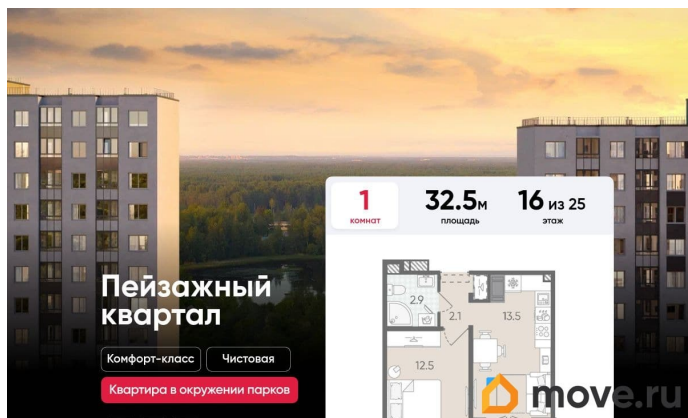 1
комнат
32.5м
площадь
16 из 25
этаж
Пейзажный
квартал
Комфорт-класс
Чистовая
Квартира в окружении парков
2.9
2.1
13.5
12.5
move.ru